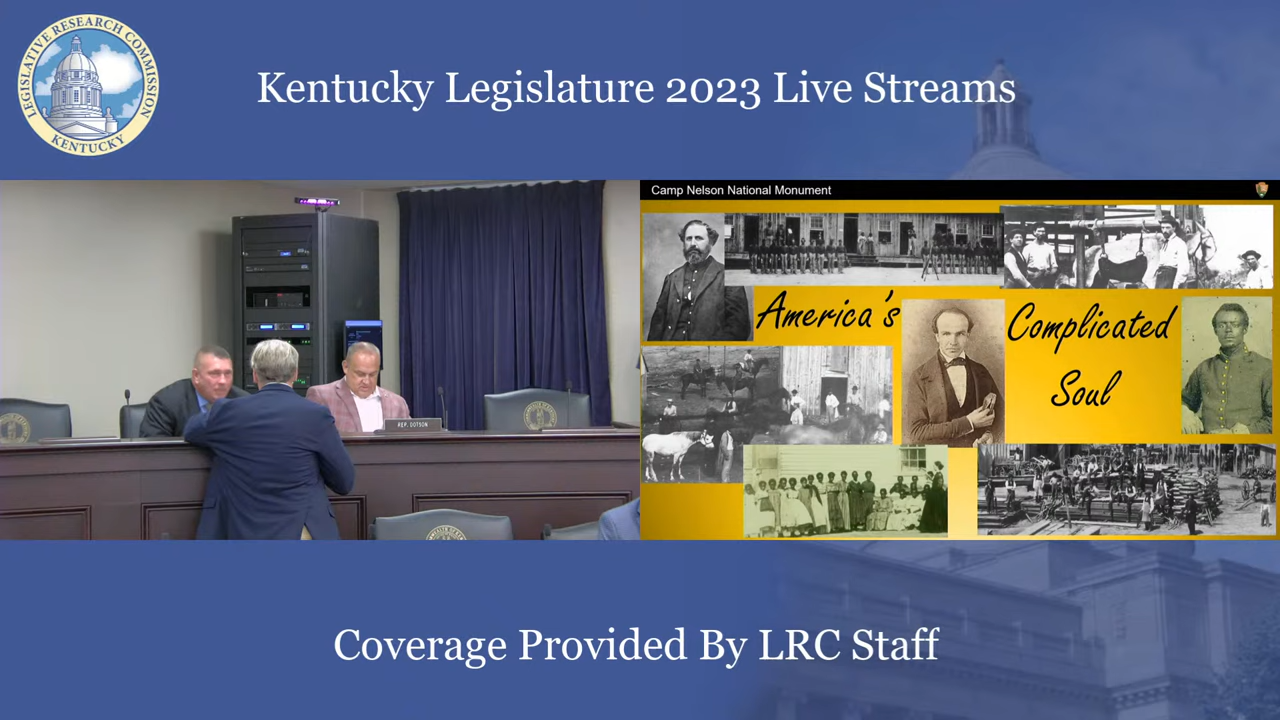 LEGISLATIVE RESEARCH COMMISSION
KENTUCKY
Kentucky Legislature 2023 Live Streams
Camp Nelson National Monument
America's
Complicated
Soul
REP. DOTSON
Coverage Provided By LRC Staff